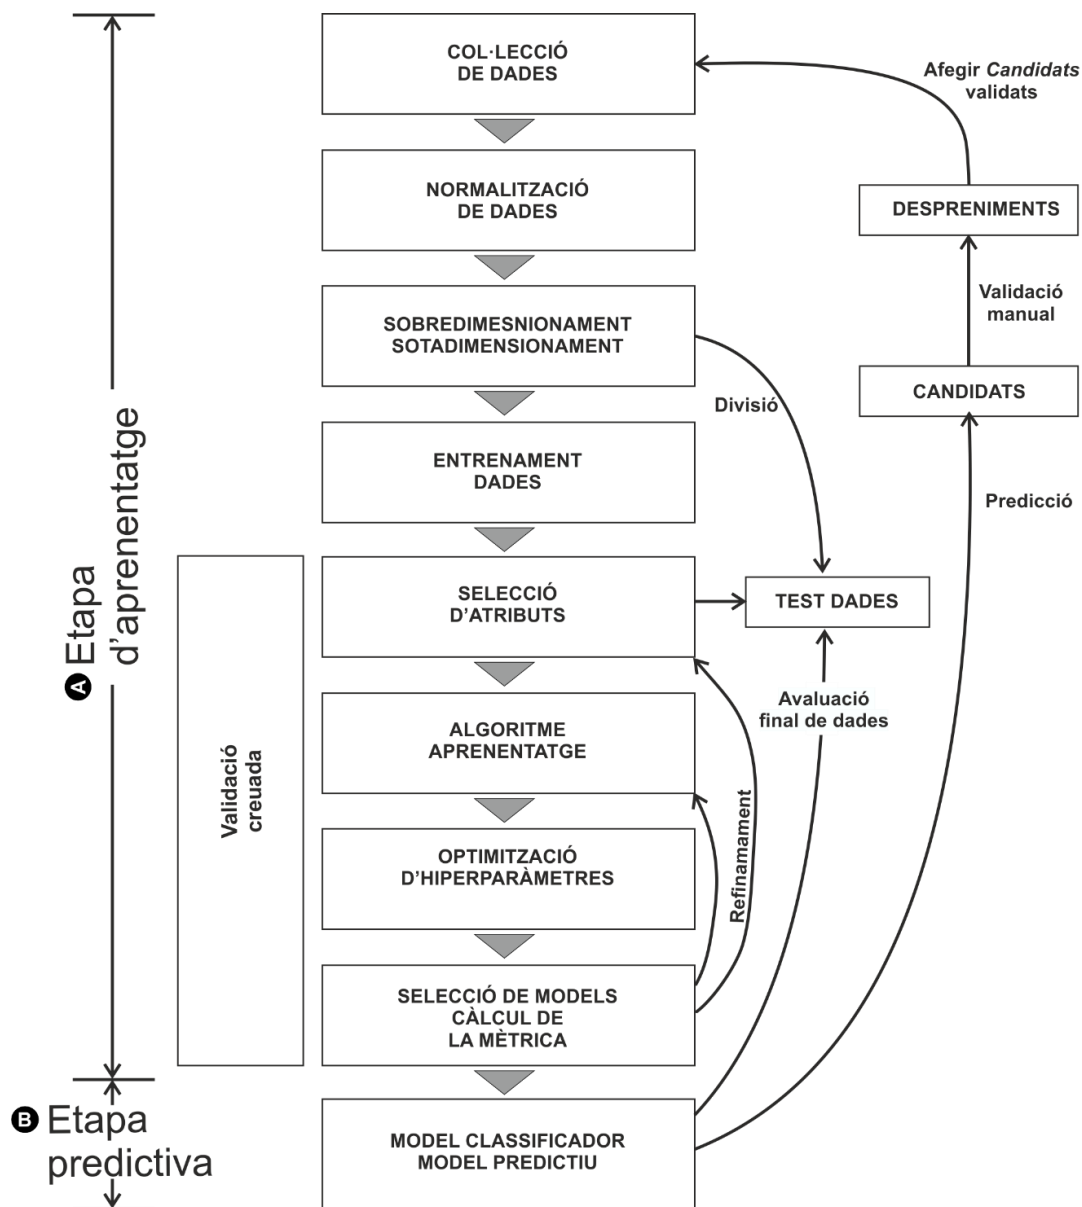 COL·LECCIÓ
DE DADES
Afegir Candidats
validats
NORMALITZACIÓ
DE DADES
DESPRENIMENTS
Validació
manual
SOBREDIMESNIONAMENT
SOTADIMENSIONAMENT
CANDIDATS
Divisió
ENTRENAMENT
DADES
Predicció
A Etapa
d'aprenentatge
SELECCIÓ
D'ATRIBUTS
TEST DADES
Avaluació
final de dades
ALGORITME
APRENENTATGE
Validació
creuada
Refinamament
OPTIMITZACIÓ
D'HIPERPARÀMETRES
SELECCIÓ DE MODELS
CÀLCUL DE
LA MÈTRICA
B Etapa
predictiva
MODEL CLASSIFICADOR
MODEL PREDICTIU